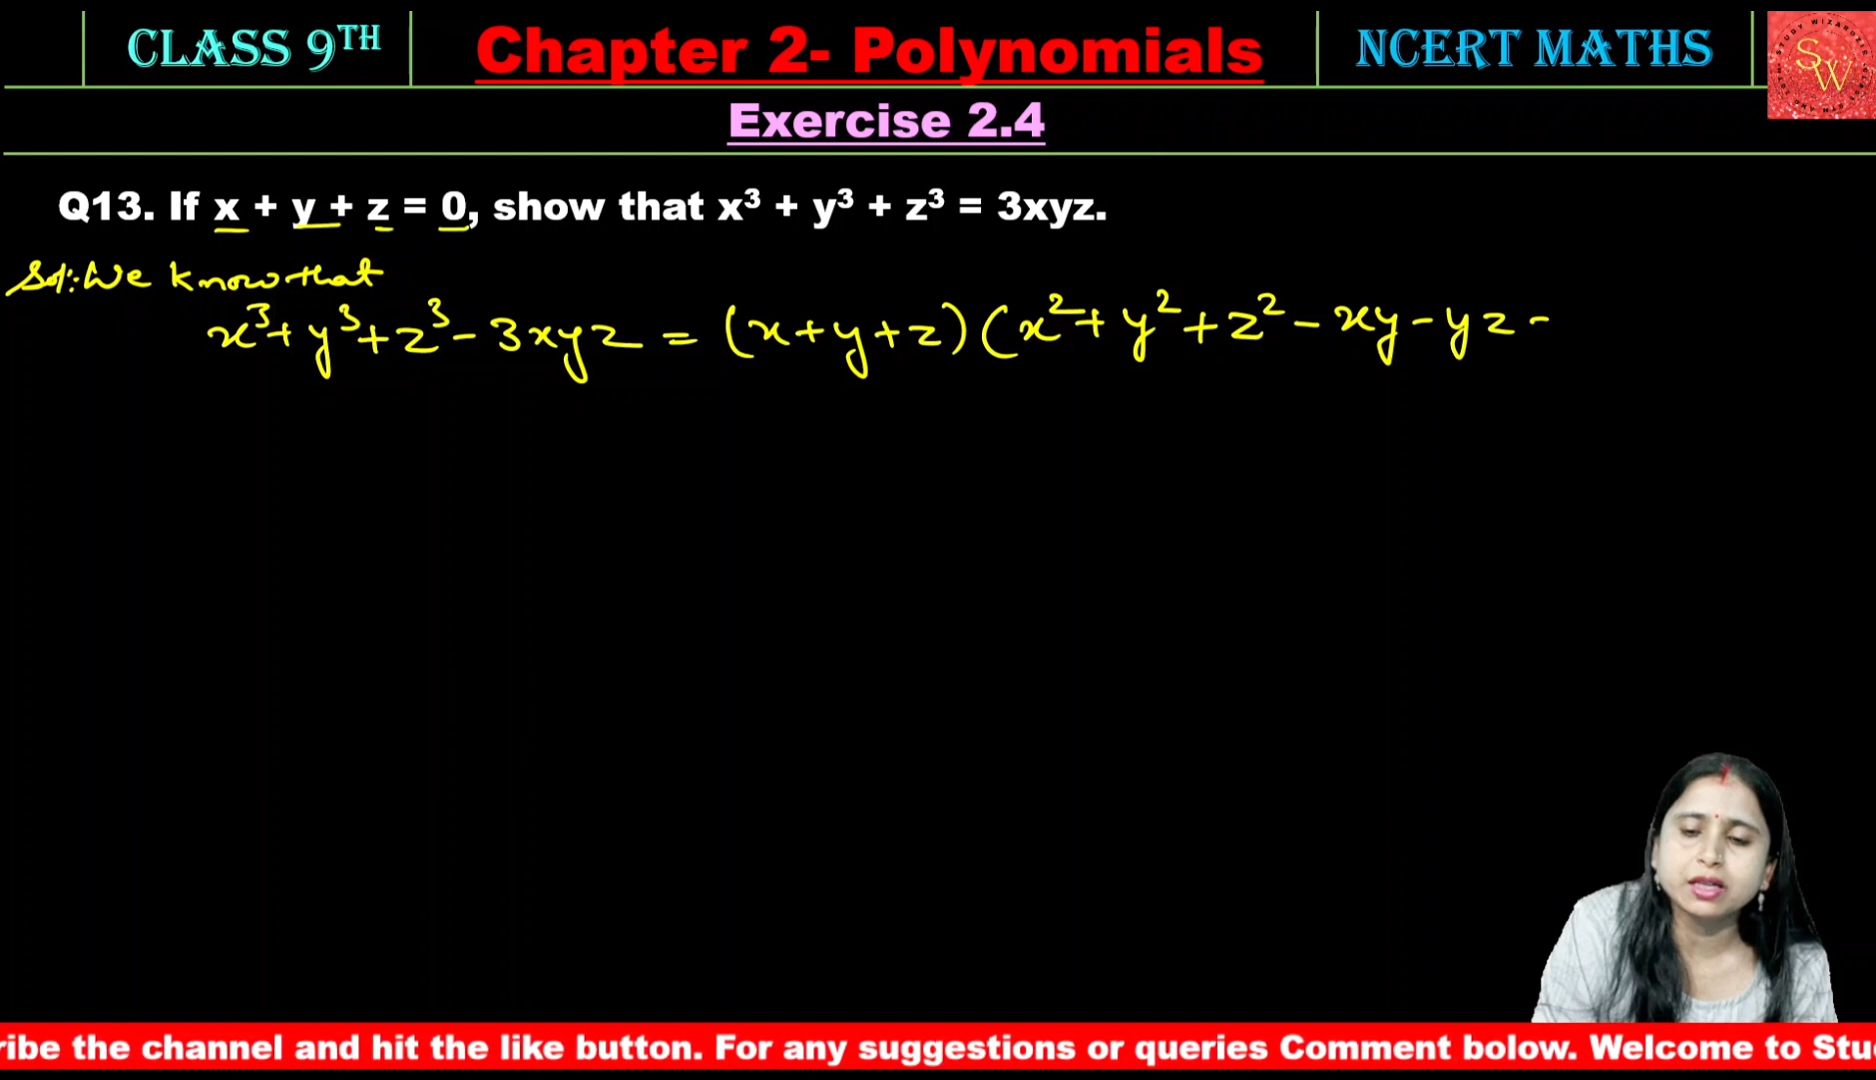 CLASS 9TH
Chapter 2- Polynomials
NCERT MATHS
SW
Exercise 2.4
Q13. If x + y + z = 0, show that x³ + y³ + z³ = 3xyz.
Sol: We know that
x³ + y³ + z³ - 3xyz = (x+y+z) (x² + y² + z² - xy - yz -
ribe the channel and hit the like button. For any suggestions or queries Comment bolow. Welcome to Stu